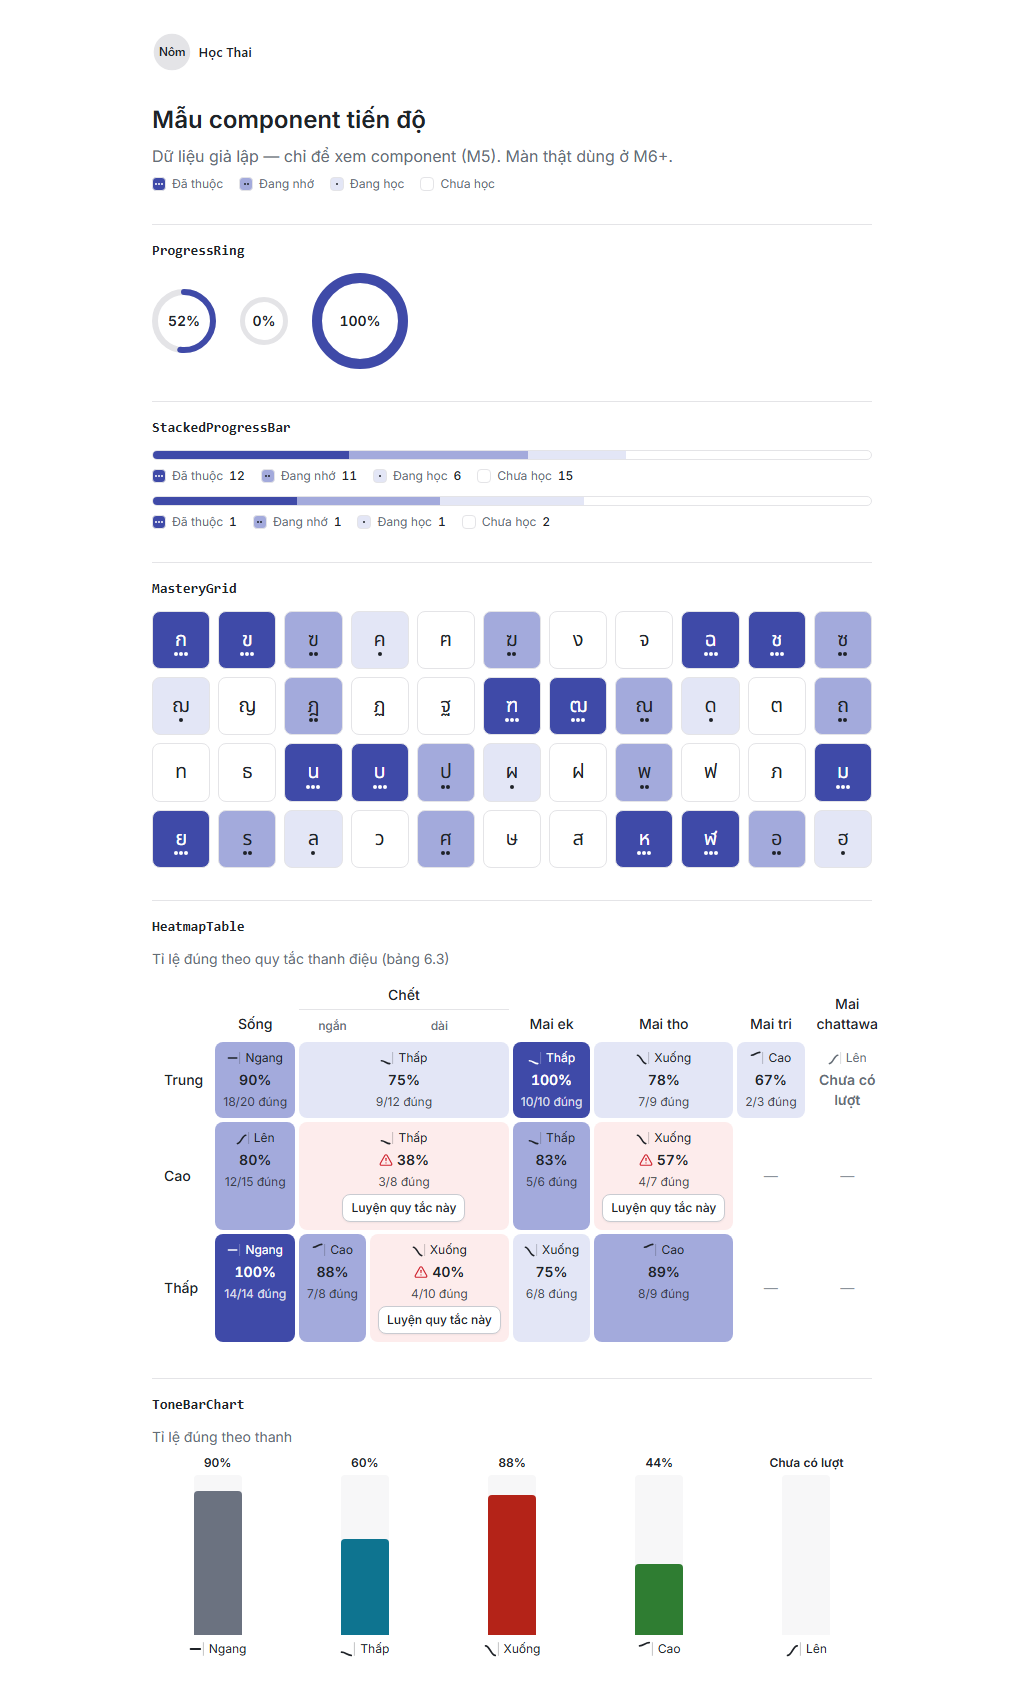 Nôm Học Thai
Mẫu component tiến độ
Dữ liệu giả lập — chỉ để xem component (M5). Màn thật dùng ở M6+.
Đã thuộc Đang nhớ Đang học Chưa học
ProgressRing
52% 0% 100%
StackedProgressBar
Đã thuộc 12 Đang nhớ 11 Đang học 6 Chưa học 15
Đã thuộc 1 Đang nhớ 1 Đang học 1 Chưa học 2
MasteryGrid
ก ข ฃ ค ฅ ฆ ง จ ฉ ช ซ
ฌ ญ ฎ ฏ ฐ ฑ ฒ ณ ด ต ถ
ท ธ น บ ป ผ ฝ พ ฟ ภ ม
ย ร ล ว ศ ษ ส ห ฬ อ ฮ
HeatmapTable
Tỉ lệ đúng theo quy tắc thanh điệu (bảng 6.3)
Chết Mai
Sống ngắn dài Mai ek Mai tho Mai tri chattawa
Ngang Thấp Thấp Xuống Cao Lên
Trung 90% 75% 100% 78% 67% Chưa có
18/20 đúng 9/12 đúng 10/10 đúng 7/9 đúng 2/3 đúng lượt
Lên Thấp Thấp Xuống
80% 38% 83% 57%
Cao 12/15 đúng 3/8 đúng 5/6 đúng 4/7 đúng — —
Luyện quy tắc này Luyện quy tắc này
Ngang Cao Xuống Xuống Cao
100% 88% 40% 75% 89%
Thấp 14/14 đúng 7/8 đúng 4/10 đúng 6/8 đúng 8/9 đúng — —
Luyện quy tắc này
ToneBarChart
Tỉ lệ đúng theo thanh
90% 60% 88% 44% Chưa có lượt
Ngang Thấp Xuống Cao Lên